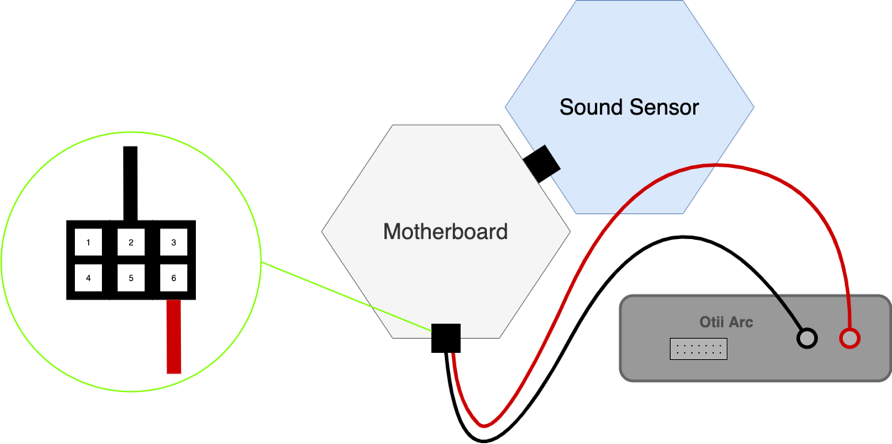 Sound Sensor
Motherboard
1 2 3
4 5 6
Otii Arc